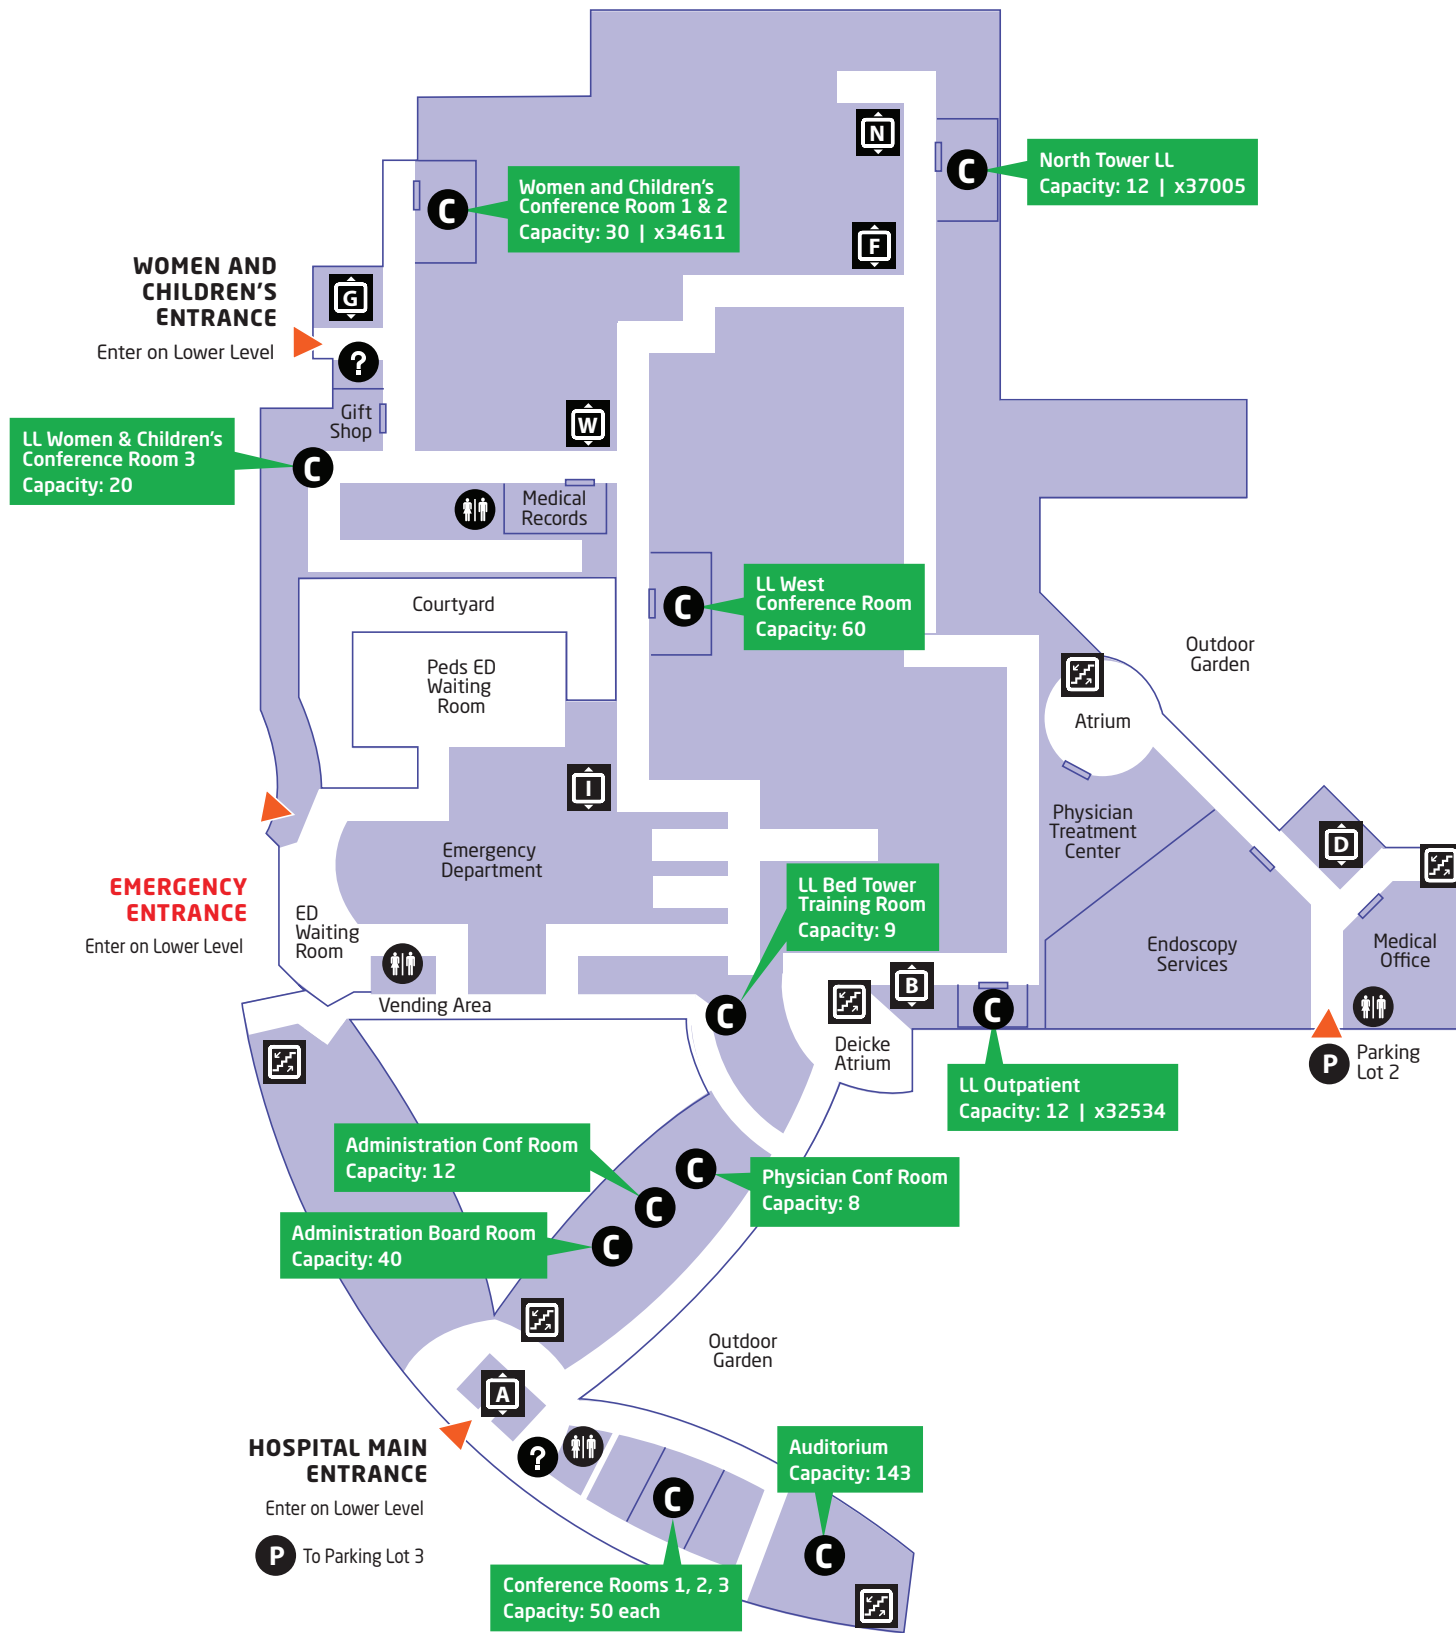 N
C
North Tower LL
Capacity: 12 | x37005
Women and Children's
Conference Room 1 & 2
Capacity: 30 | x34611
C
F
WOMEN AND
CHILDREN'S
ENTRANCE
Enter on Lower Level
G
?
Gift
Shop
W
LL Women & Children's
Conference Room 3
Capacity: 20
C
Medical
Records
LL West
Conference Room
Capacity: 60
C
Courtyard
Peds ED
Waiting
Room
Outdoor
Garden
Atrium
I
Physician
Treatment
Center
D
Emergency
Department
EMERGENCY
ENTRANCE
Enter on Lower Level
ED
Waiting
Room
LL Bed Tower
Training Room
Capacity: 9
C
Endoscopy
Services
Medical
Office
Vending Area
B
C
Deicke
Atrium
P
Parking
Lot 2
LL Outpatient
Capacity: 12 | x32534
Administration Conf Room
Capacity: 12
C
C
Physician Conf Room
Capacity: 8
Administration Board Room
Capacity: 40
C
Outdoor
Garden
A
HOSPITAL MAIN
ENTRANCE
Enter on Lower Level
P
To Parking Lot 3
?
C
Auditorium
Capacity: 143
C
Conference Rooms 1, 2, 3
Capacity: 50 each